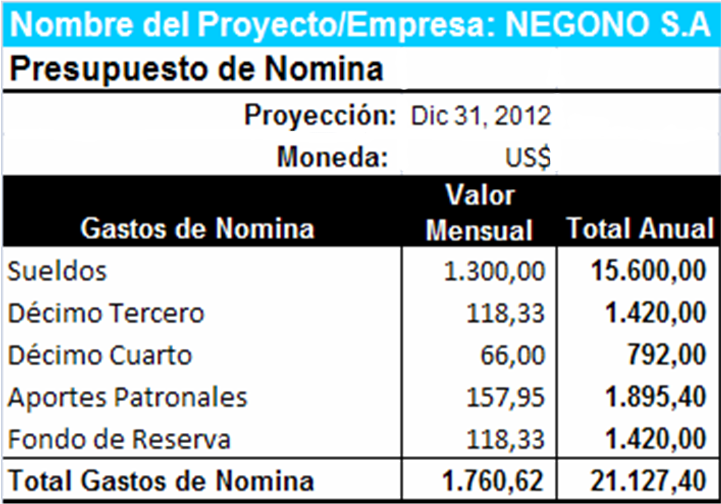 Nombre del Proyecto/Empresa: NEGONO S.A
Presupuesto de Nomina
Proyección: Dic 31, 2012
Moneda: US$
Gastos de Nomina Valor Mensual Total Anual
Sueldos 1.300,00 15.600,00
Décimo Tercero 118,33 1.420,00
Décimo Cuarto 66,00 792,00
Aportes Patronales 157,95 1.895,40
Fondo de Reserva 118,33 1.420,00
Total Gastos de Nomina 1.760,62 21.127,40